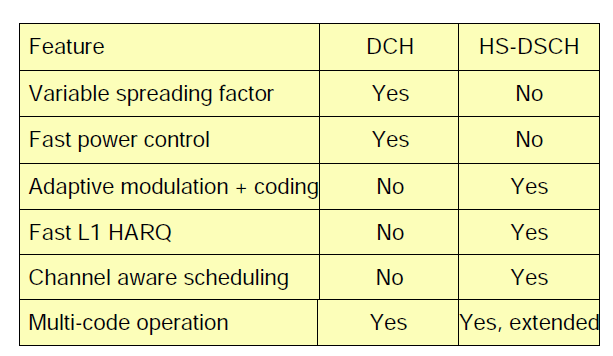 Feature DCH HS-DSCH
Variable spreading factor Yes No
Fast power control Yes No
Adaptive modulation + coding No Yes
Fast L1 HARQ No Yes
Channel aware scheduling No Yes
Multi-code operation Yes Yes, extended